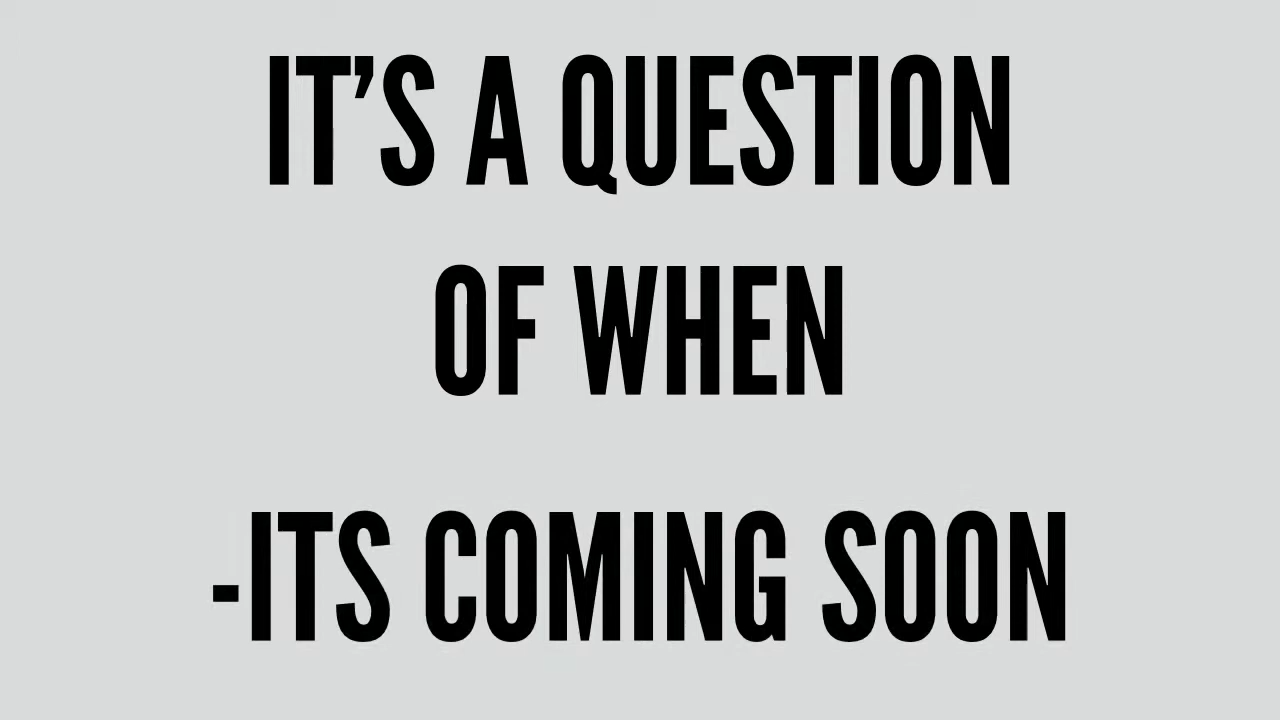 IT’S A QUESTION
OF WHEN
-ITS COMING SOON